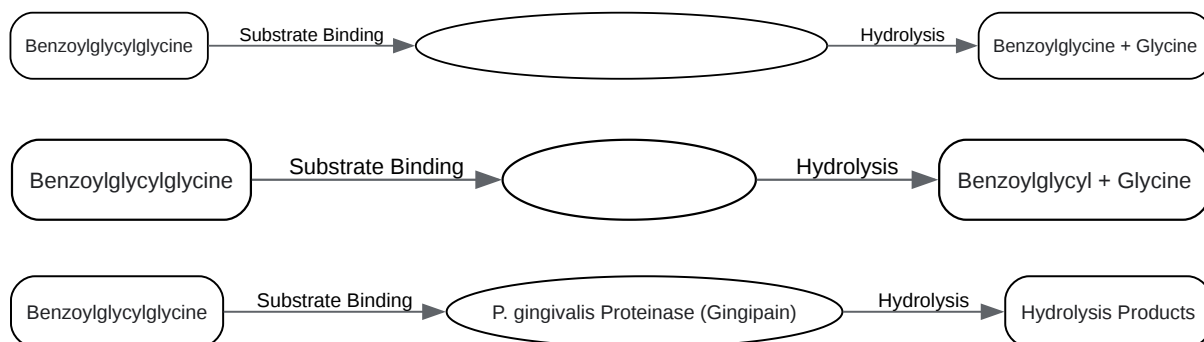 Benzoylglycylglycine Substrate Binding Hydrolysis Benzoylglycine + Glycine
Benzoylglycylglycine Substrate Binding Hydrolysis Benzoylglycyl + Glycine
Benzoylglycylglycine Substrate Binding P. gingivalis Proteinase (Gingipain) Hydrolysis Hydrolysis Products